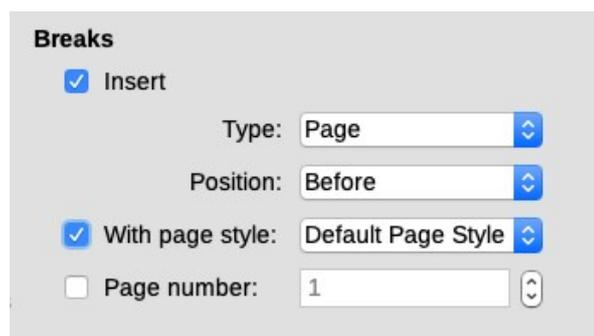 Breaks
Insert
Type: Page
Position: Before
With page style: Default Page Style
Page number: 1